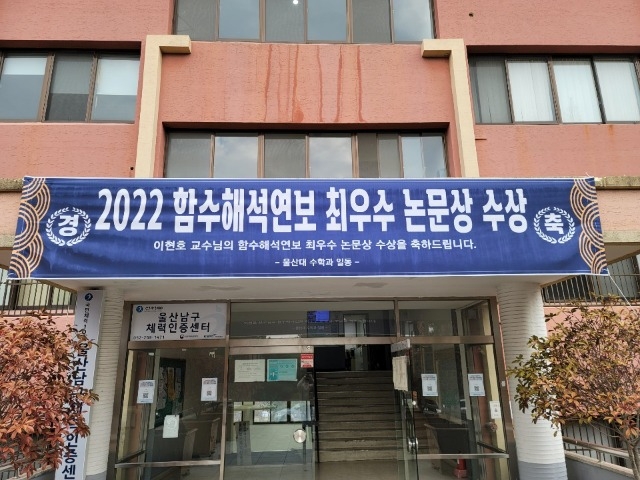 경
2022 함수해석연보 최우수 논문상 수상
축
이현호 교수님의 함수해석연보 최우수 논문상 수상을 축하드립니다.
- 울산대 수학과 일동 -
울산남구
체력인증센터